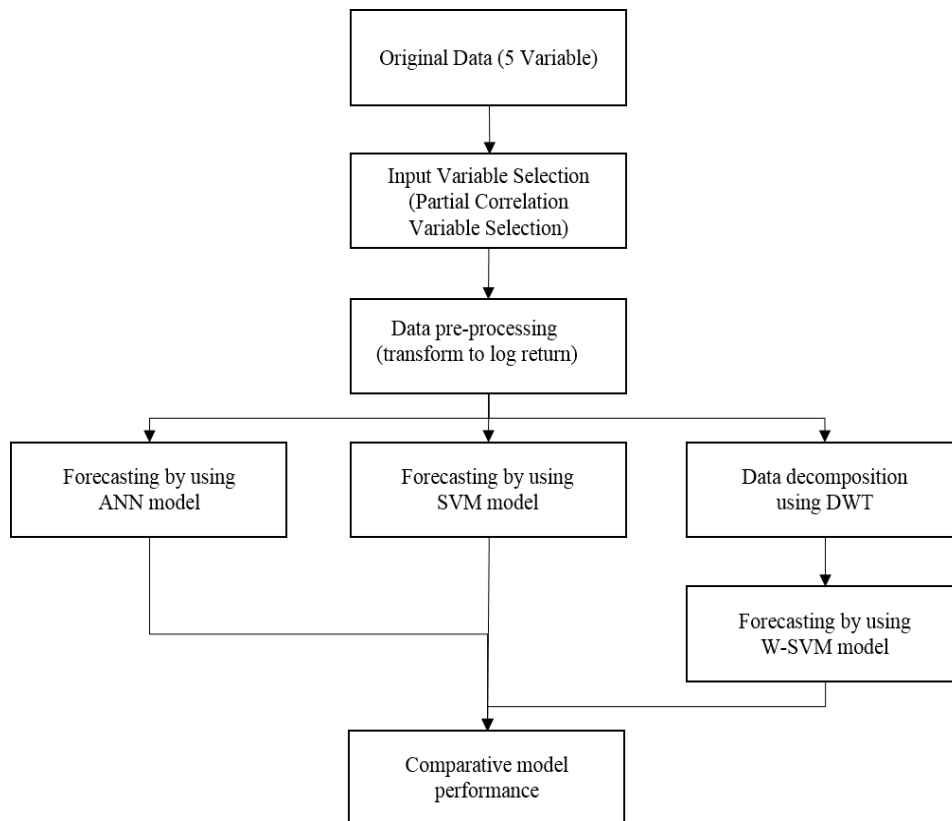 Original Data (5 Variable)
Input Variable Selection
(Partial Correlation
Variable Selection)
Data pre-processing
(transform to log return)
Forecasting by using
ANN model
Forecasting by using
SVM model
Data decomposition
using DWT
Forecasting by using
W-SVM model
Comparative model
performance